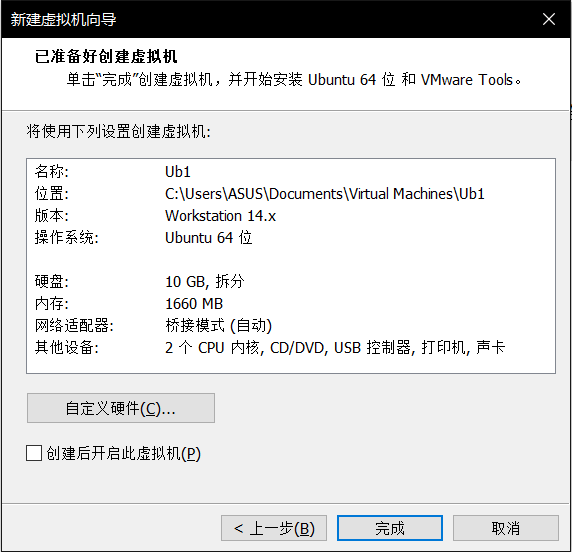 新建虚拟机向导
已准备好创建虚拟机
单击“完成”创建虚拟机，并开始安装 Ubuntu 64 位 和 VMware Tools。
将使用下列设置创建虚拟机:
名称: Ub1
位置: C:\Users\ASUS\Documents\Virtual Machines\Ub1
版本: Workstation 14.x
操作系统: Ubuntu 64 位
硬盘: 10 GB, 拆分
内存: 1660 MB
网络适配器: 桥接模式 (自动)
其他设备: 2 个 CPU 内核, CD/DVD, USB 控制器, 打印机, 声卡
自定义硬件(C)...
创建后开启此虚拟机(P)
< 上一步(B) 完成 取消